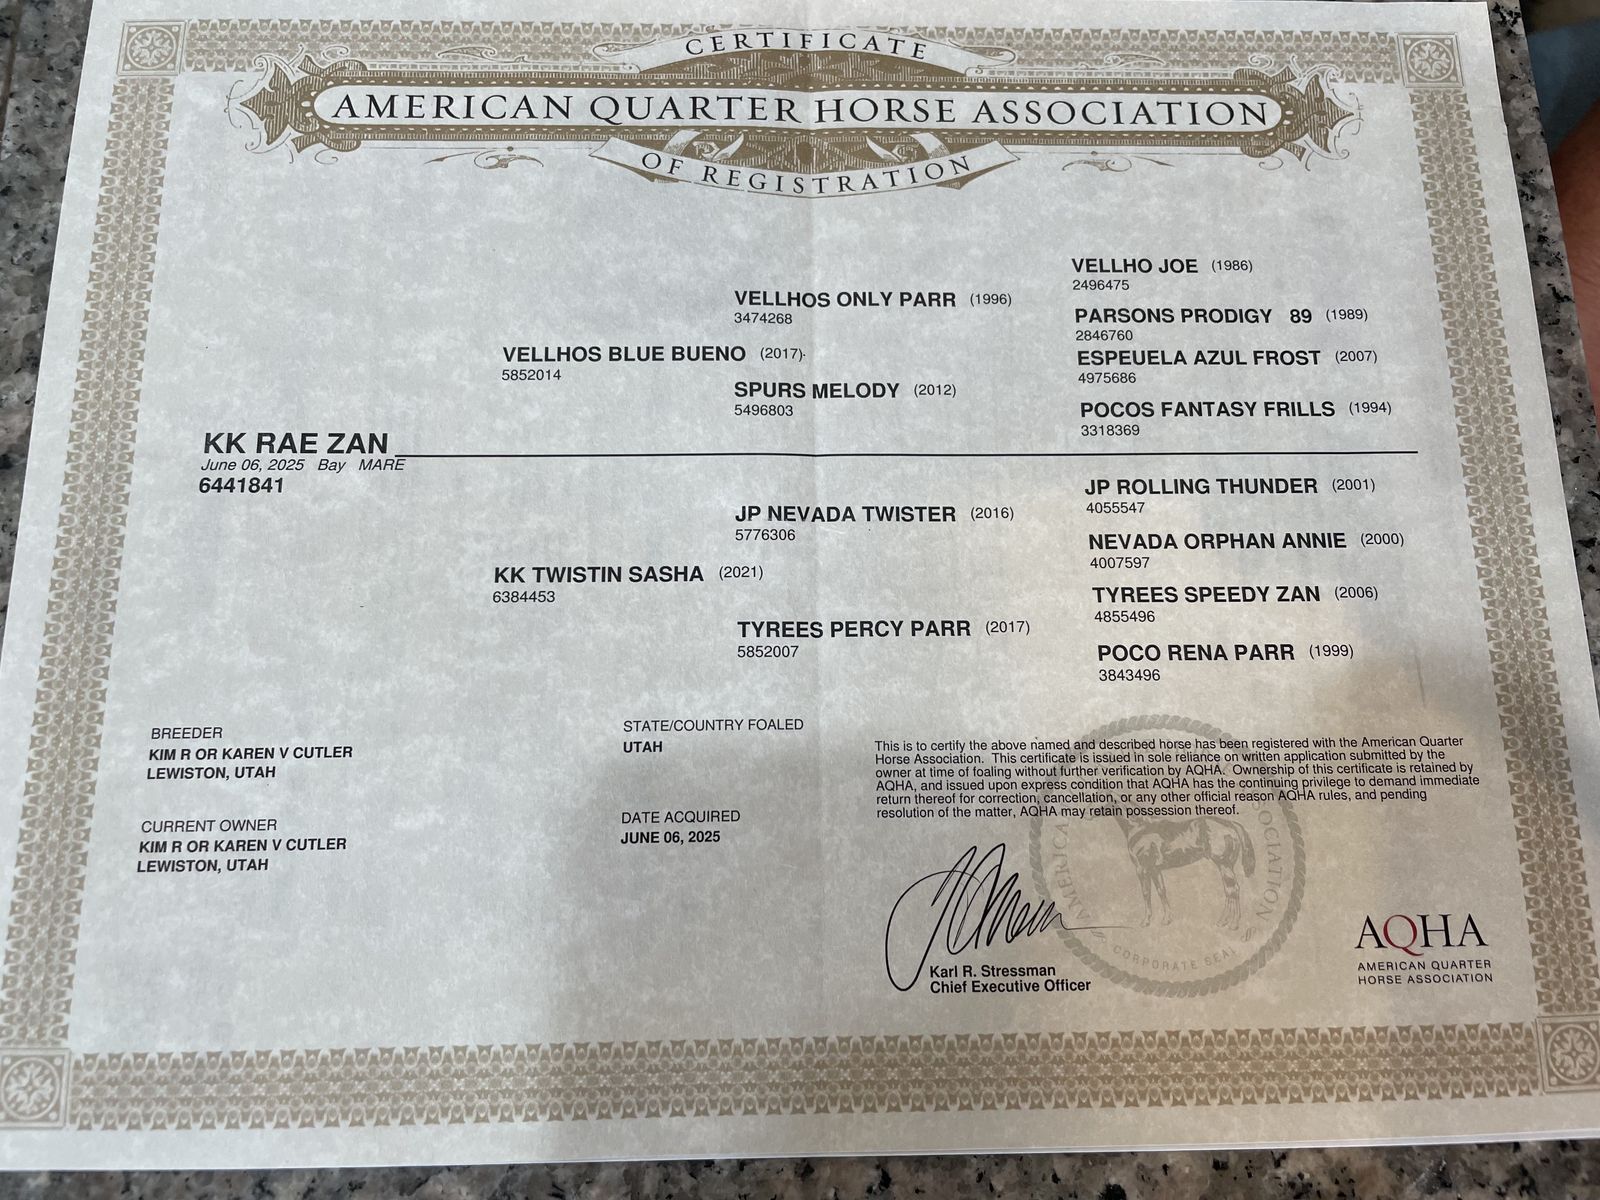 CERTIFICATE
AMERICAN QUARTER HORSE ASSOCIATION
OF REGISTRATION
VELLHO JOE (1986)
2496475
VELLHOS ONLY PARR (1996)
3474268
PARSONS PRODIGY 89 (1989)
2846760
VELLHOS BLUE BUENO (2017)
5852014
ESPEUELA AZUL FROST (2007)
4975686
SPURS MELODY (2012)
5496803
POCOS FANTASY FRILLS (1994)
3318369
KK RAE ZAN
June 06, 2025 Bay MARE
6441841
JP ROLLING THUNDER (2001)
4055547
JP NEVADA TWISTER (2016)
5776306
NEVADA ORPHAN ANNIE (2000)
4007597
KK TWISTIN SASHA (2021)
6384453
TYREES SPEEDY ZAN (2006)
4855496
TYREES PERCY PARR (2017)
5852007
POCO RENA PARR (1999)
3843496
BREEDER
KIM R OR KAREN V CUTLER
LEWISTON, UTAH
STATE/COUNTRY FOALED
UTAH
CURRENT OWNER
KIM R OR KAREN V CUTLER
LEWISTON, UTAH
DATE ACQUIRED
JUNE 06, 2025
This is to certify the above named and described horse has been registered with the American Quarter
Horse Association. This certificate is issued in sole reliance on written application submitted by the
owner at time of foaling without further verification by AQHA. Ownership of this certificate is retained by
AQHA, and issued upon express condition that AQHA has the continuing privilege to demand immediate
return thereof for correction, cancellation, or any other official reason AQHA rules, and pending
resolution of the matter, AQHA may retain possession thereof.
Karl R. Stressman
Chief Executive Officer
CORPORATE SEAL
AQHA
AMERICAN QUARTER
HORSE ASSOCIATION